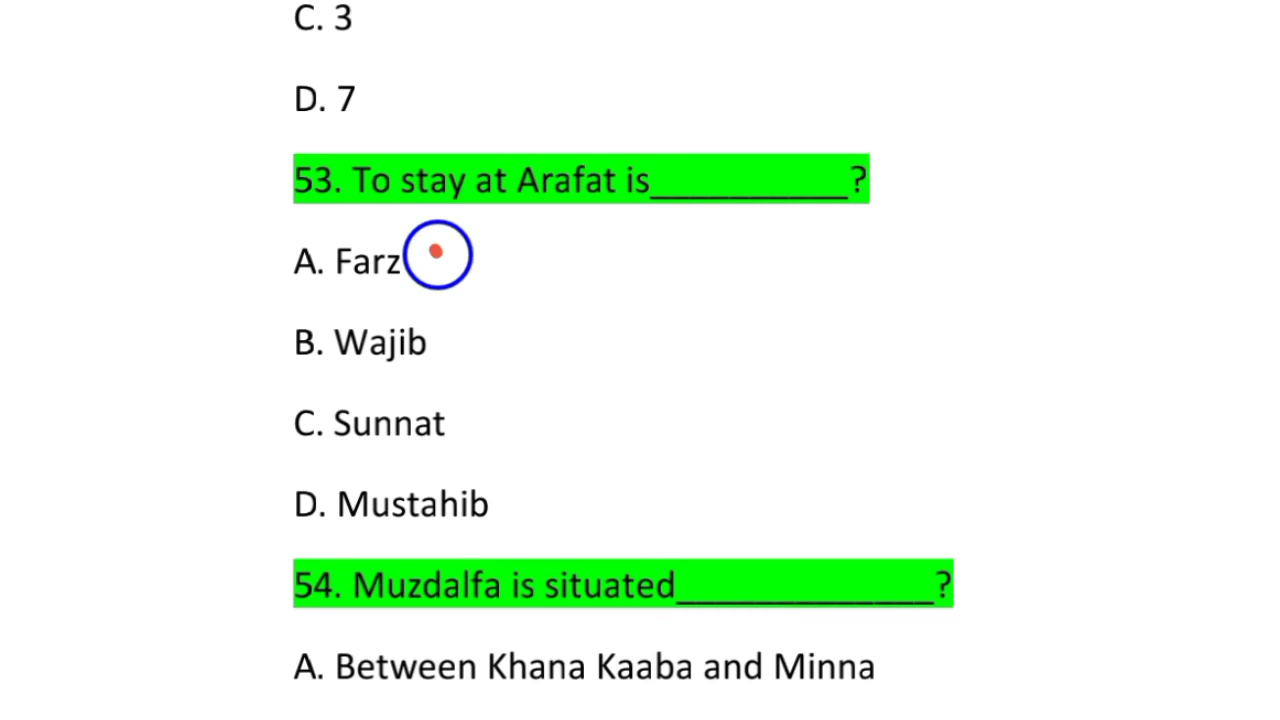 C. 3
D. 7
53. To stay at Arafat is__________?
A. Farz
B. Wajib
C. Sunnat
D. Mustahib
54. Muzdalfa is situated_____________?
A. Between Khana Kaaba and Minna